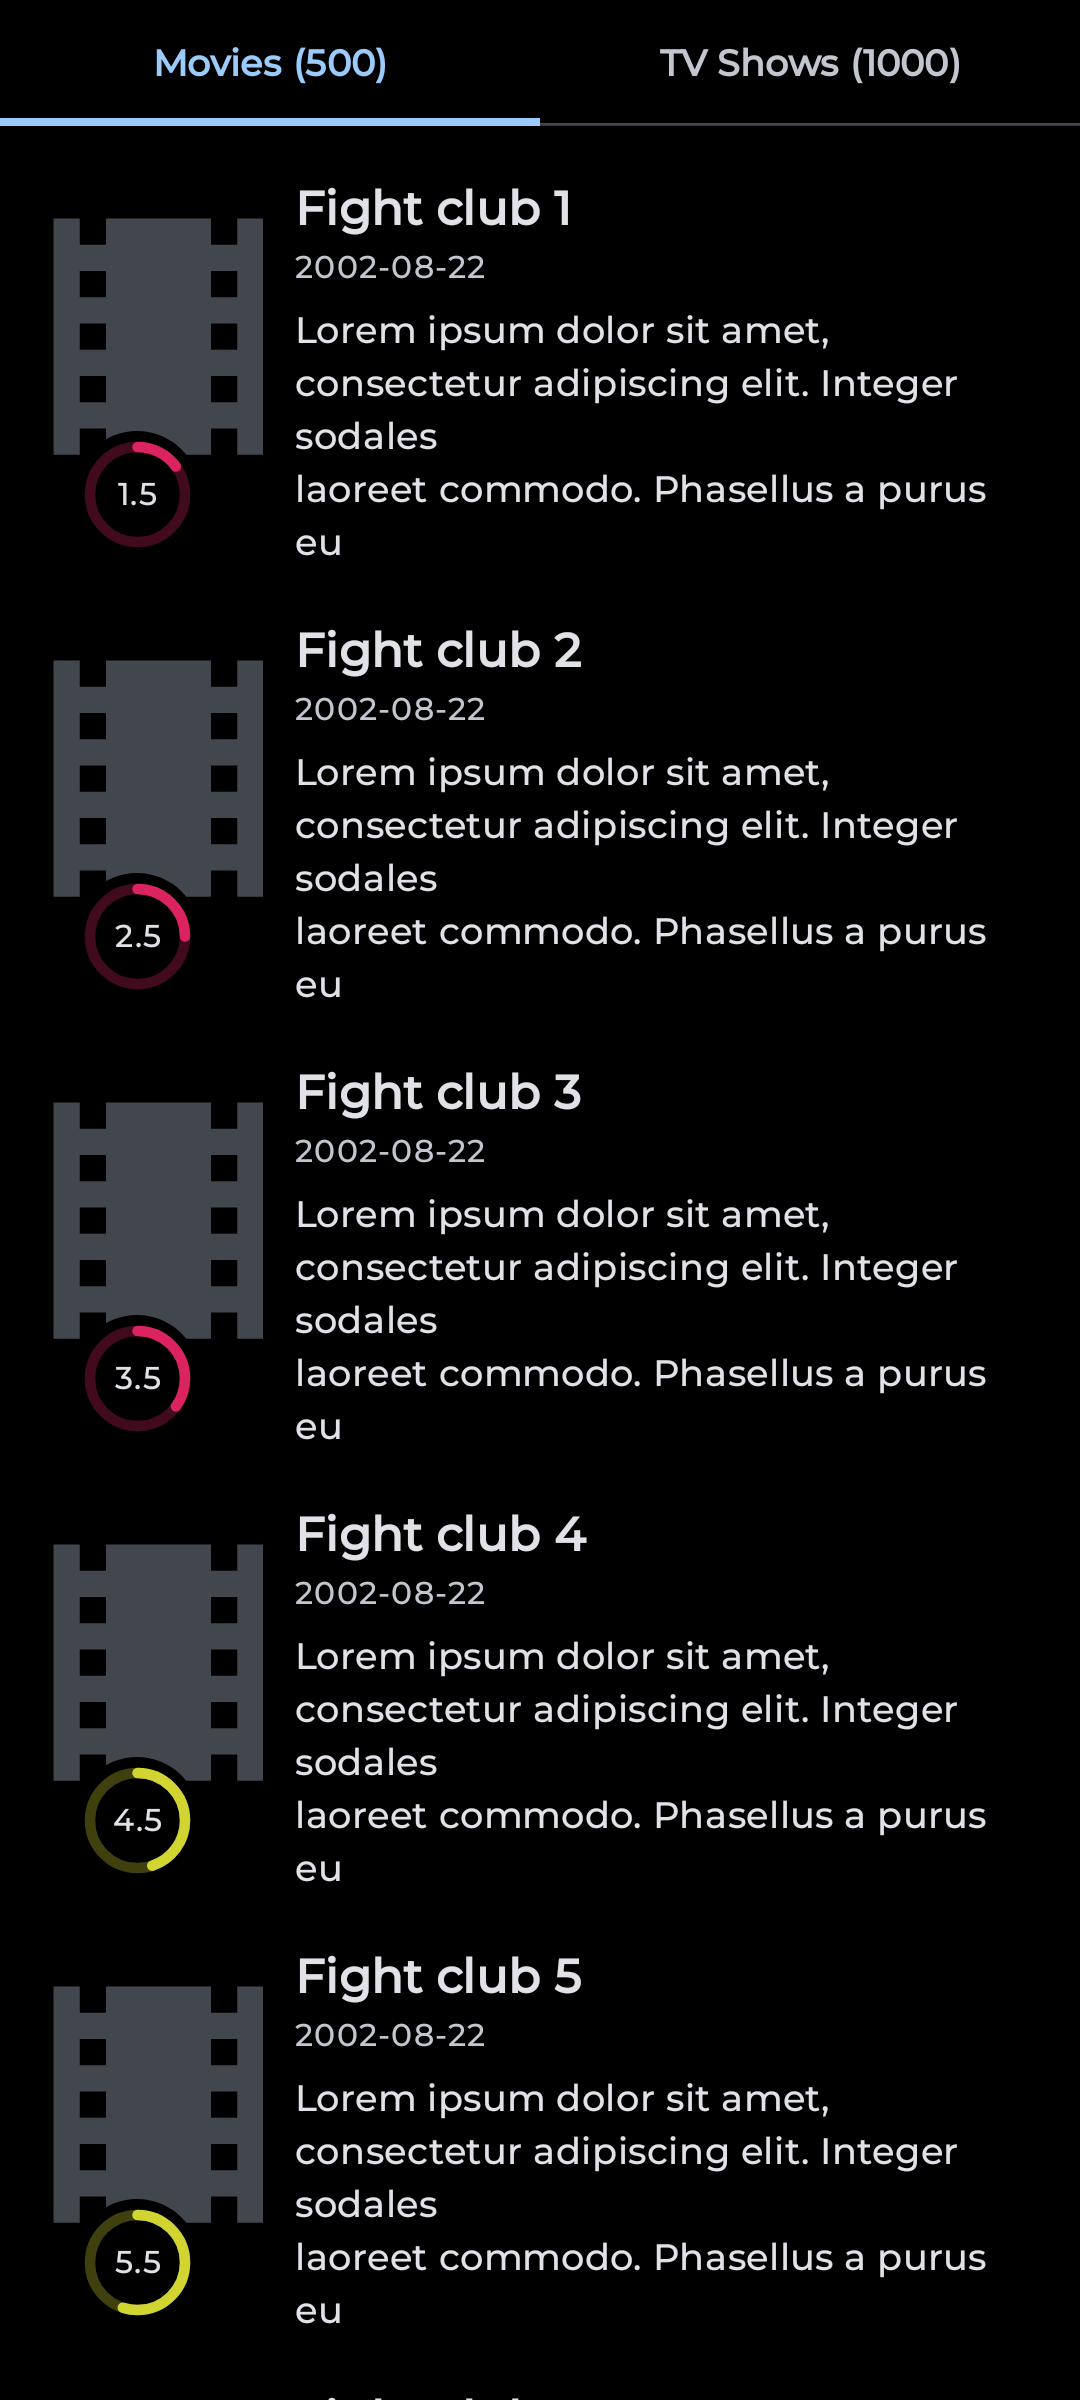 Movies (500)
TV Shows (1000)
Fight club 1
2002-08-22
Lorem ipsum dolor sit amet,
consectetur adipiscing elit. Integer
sodales
laoreet commodo. Phasellus a purus
eu
1.5
Fight club 2
2002-08-22
Lorem ipsum dolor sit amet,
consectetur adipiscing elit. Integer
sodales
laoreet commodo. Phasellus a purus
eu
2.5
Fight club 3
2002-08-22
Lorem ipsum dolor sit amet,
consectetur adipiscing elit. Integer
sodales
laoreet commodo. Phasellus a purus
eu
3.5
Fight club 4
2002-08-22
Lorem ipsum dolor sit amet,
consectetur adipiscing elit. Integer
sodales
laoreet commodo. Phasellus a purus
eu
4.5
Fight club 5
2002-08-22
Lorem ipsum dolor sit amet,
consectetur adipiscing elit. Integer
sodales
laoreet commodo. Phasellus a purus
eu
5.5